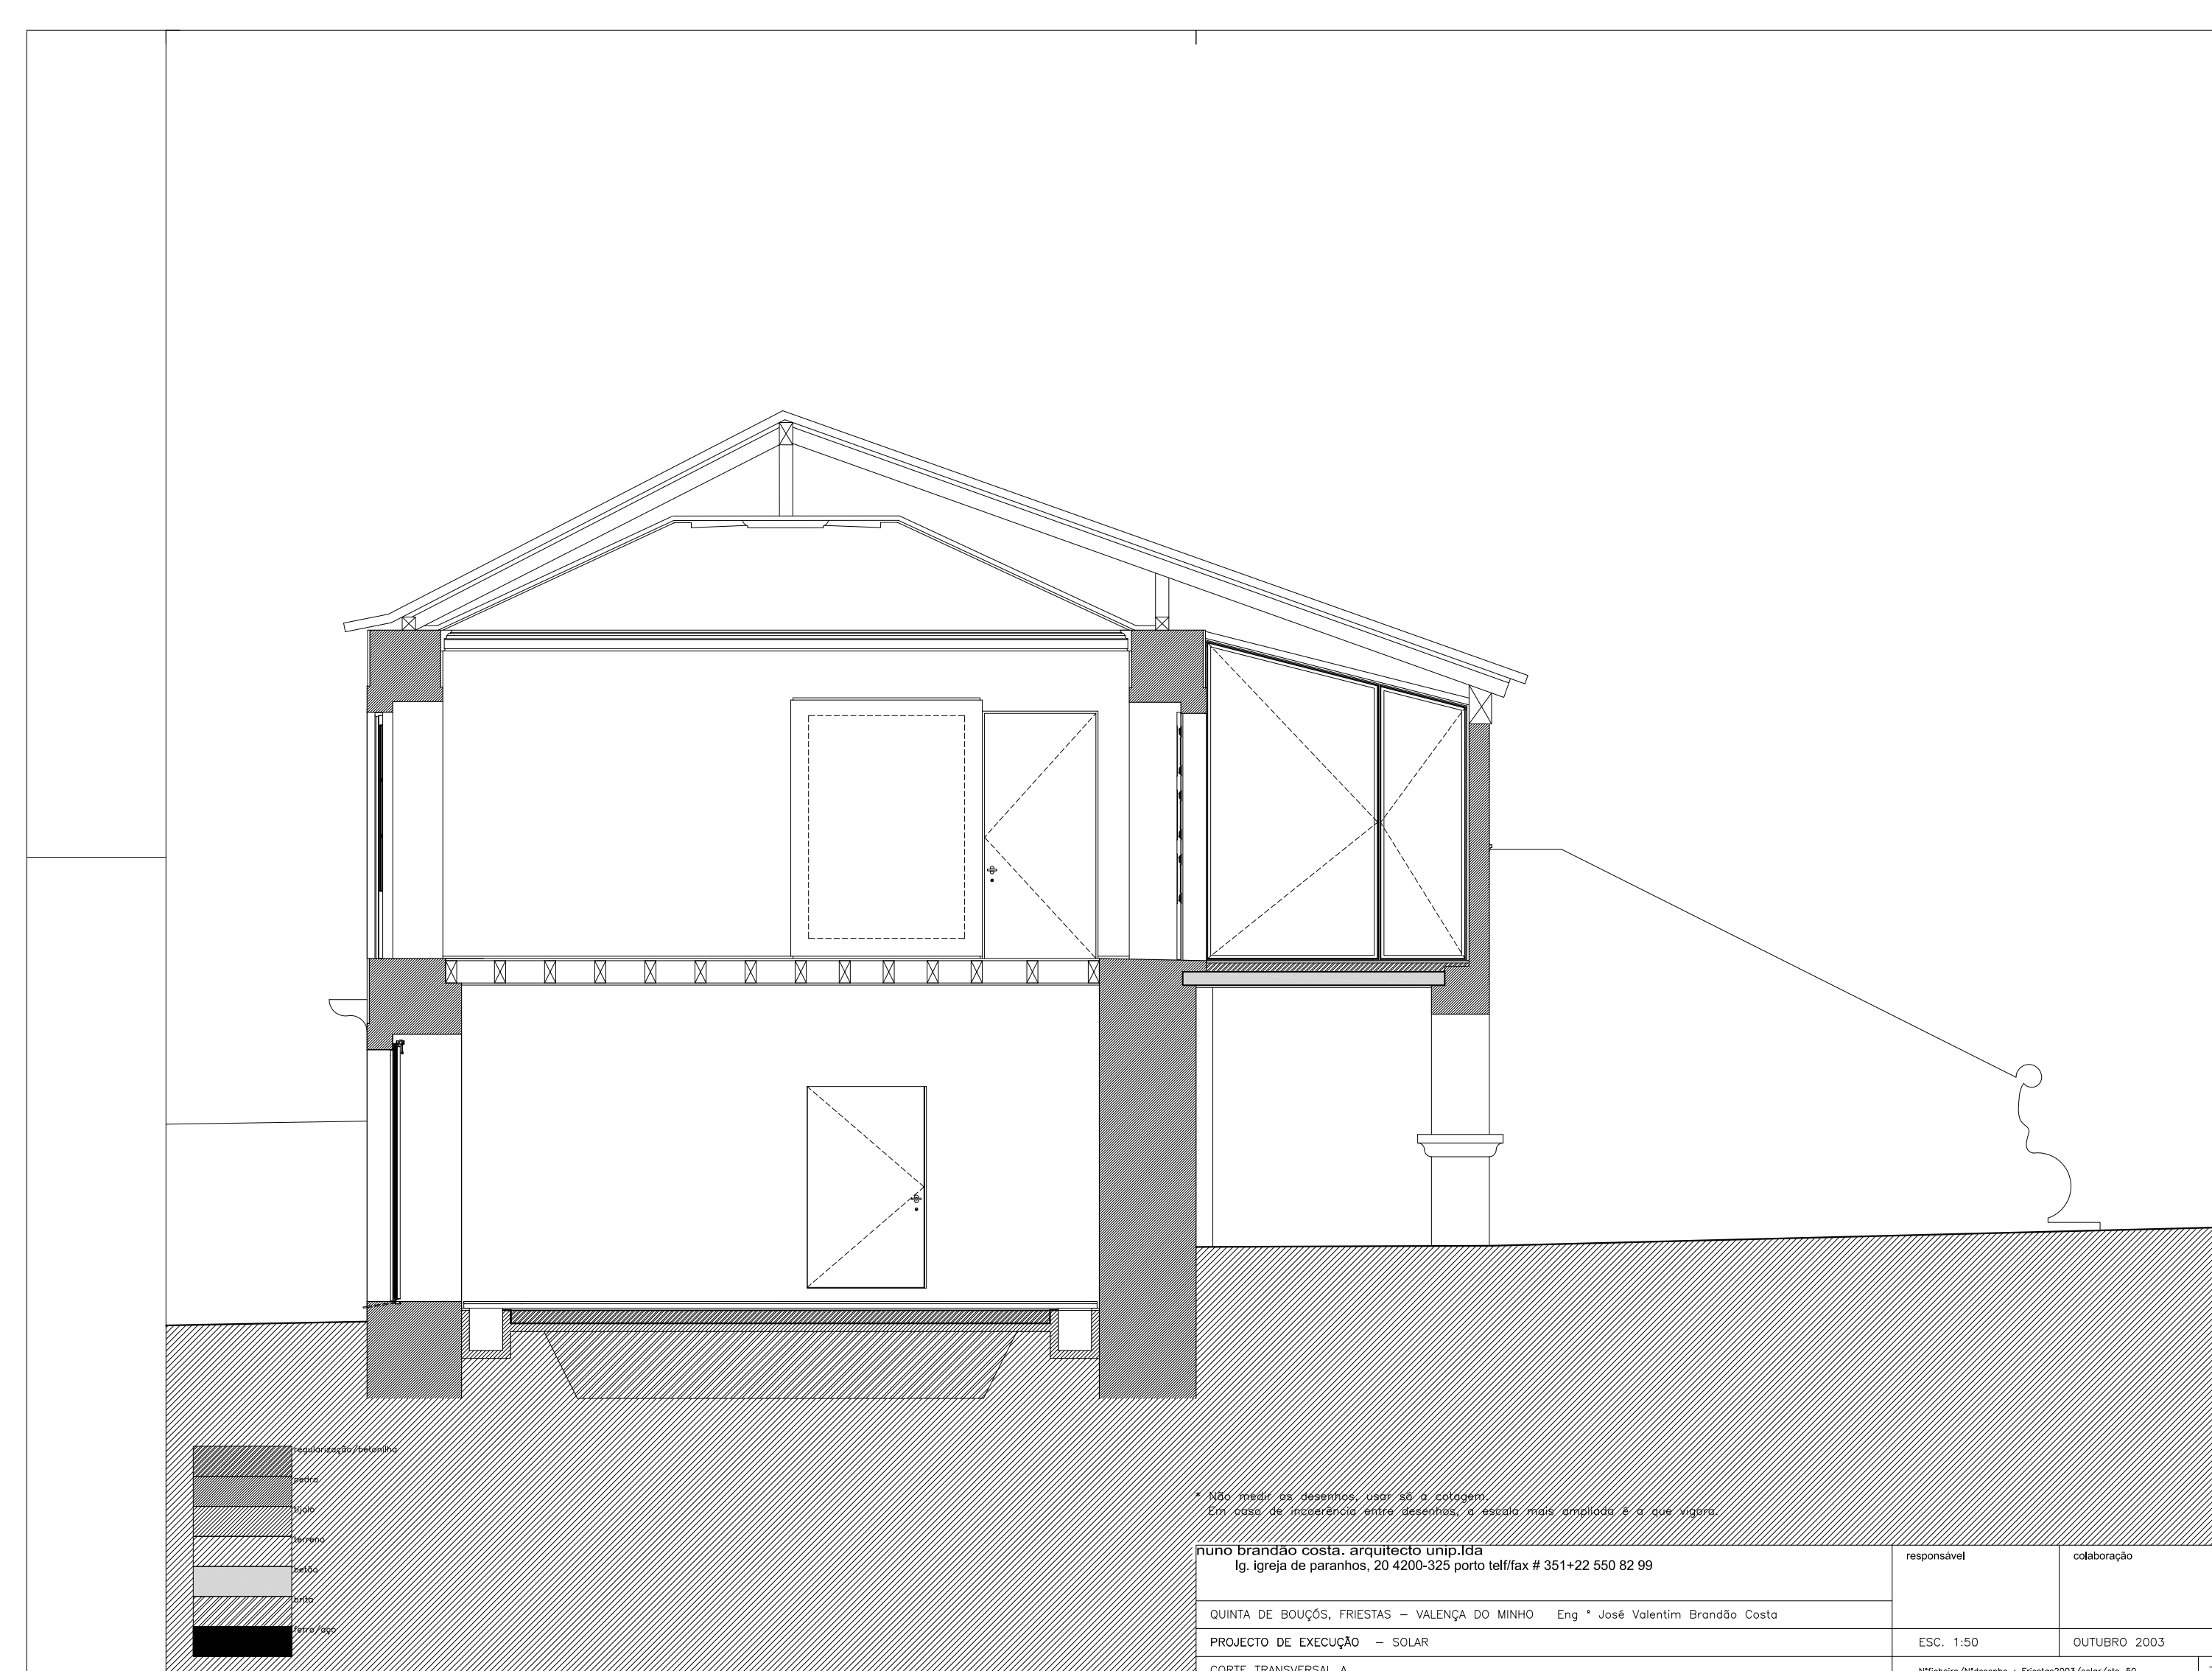 regularização/betonilha
pedra
tijolo
terreno
betão
brita
ferro/aço
* Não medir os desenhos, usar só a cotagem.
Em caso de incoerência entre desenhos, a escala mais ampliada é a que vigora.
nuno brandão costa. arquitecto unip.lda
lg. igreja de paranhos, 20 4200-325 porto telf/fax # 351+22 550 82 99
responsável
colaboração
QUINTA DE BOUÇÓS, FRIESTAS – VALENÇA DO MINHO Eng º José Valentim Brandão Costa
PROJECTO DE EXECUÇÃO – SOLAR
ESC. 1:50
OUTUBRO 2003
CORTE TRANSVERSAL A